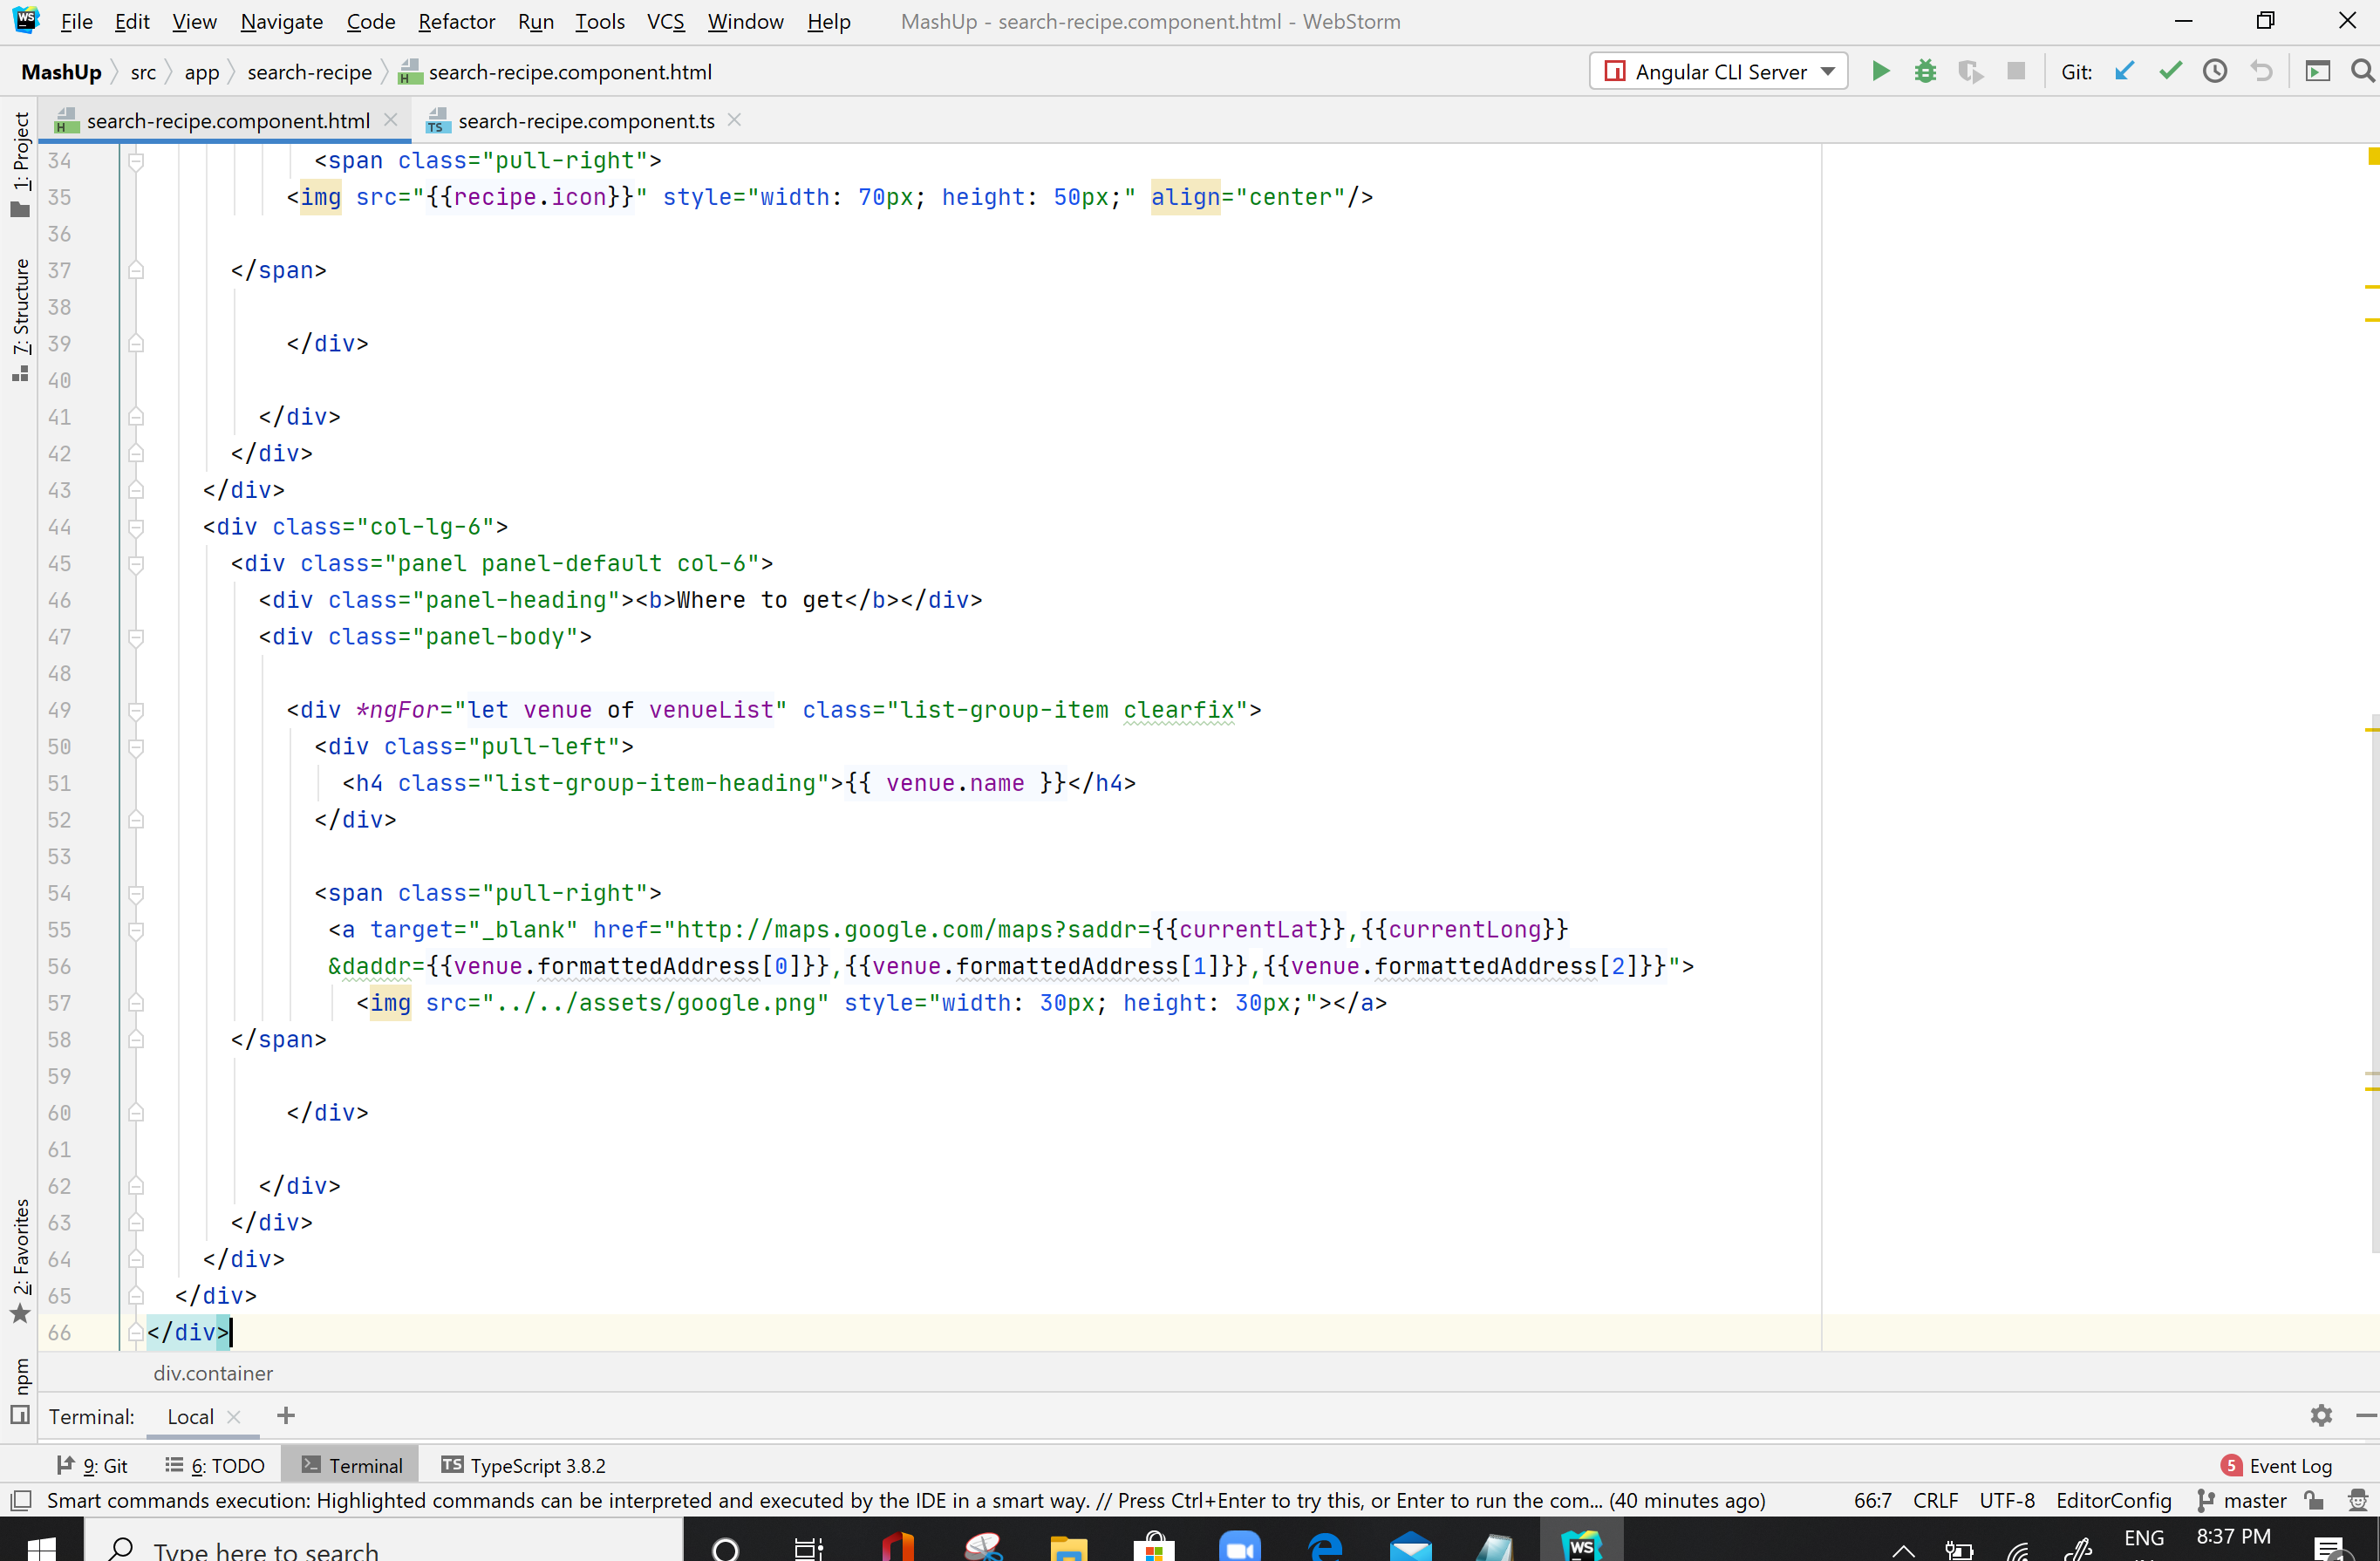 WS File Edit View Navigate Code Refactor Run Tools VCS Window Help MashUp - search-recipe.component.html - WebStorm
MashUp src app search-recipe H search-recipe.component.html Angular CLI Server Git:
H search-recipe.component.html TS search-recipe.component.ts
1: Project
7: Structure
2: Favorites
npm
34 <span class="pull-right">
35 <img src="{{recipe.icon}}" style="width: 70px; height: 50px;" align="center"/>
36
37 </span>
38
39 </div>
40
41 </div>
42 </div>
43 </div>
44 <div class="col-lg-6">
45 <div class="panel panel-default col-6">
46 <div class="panel-heading"><b>Where to get</b></div>
47 <div class="panel-body">
48
49 <div *ngFor="let venue of venueList" class="list-group-item clearfix">
50 <div class="pull-left">
51 <h4 class="list-group-item-heading">{{ venue.name }}</h4>
52 </div>
53
54 <span class="pull-right">
55 <a target="_blank" href="http://maps.google.com/maps?saddr={{currentLat}},{{currentLong}}
56 &daddr={{venue.formattedAddress[0]}},{{venue.formattedAddress[1]}},{{venue.formattedAddress[2]}}">
57 <img src="../../assets/google.png" style="width: 30px; height: 30px;"></a>
58 </span>
59
60 </div>
61
62 </div>
63 </div>
64 </div>
65 </div>
66 </div>
div.container
Terminal: Local
9: Git 6: TODO Terminal TS TypeScript 3.8.2 5 Event Log
Smart commands execution: Highlighted commands can be interpreted and executed by the IDE in a smart way. // Press Ctrl+Enter to try this, or Enter to run the com... (40 minutes ago) 66:7 CRLF UTF-8 EditorConfig master
Type here to search WS ENG 8:37 PM